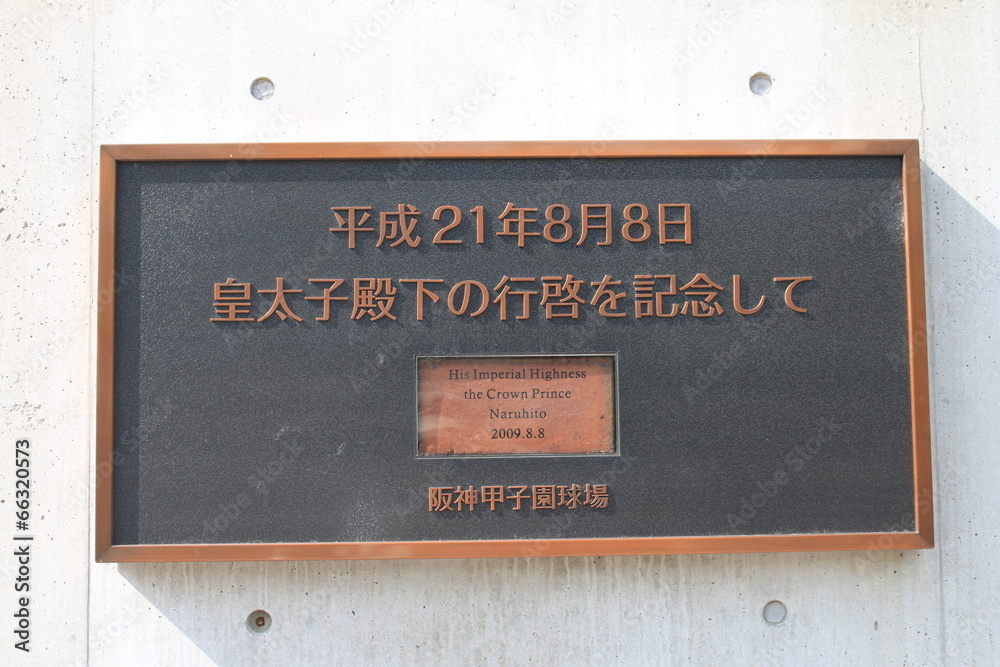 平成21年8月8日
皇太子殿下の行啓を記念して
His Imperial Highness
the Crown Prince
Naruhito
2009.8.8
阪神甲子園球場
Adobe Stock | #66320573